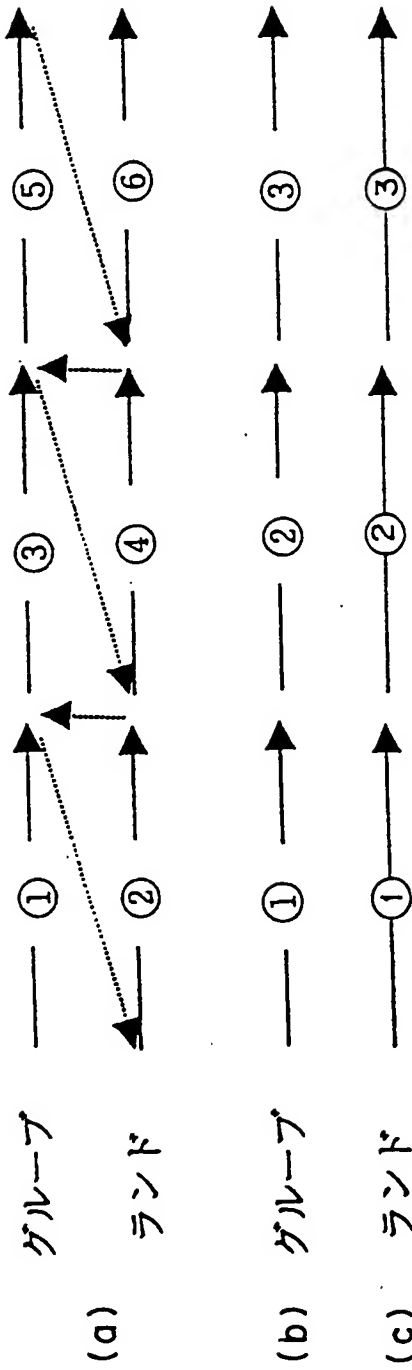 グルーブ ① ③ ⑤
(a)
ランド ② ④ ⑥
(b) グルーブ ① ② ③
(c) ランド ① ② ③